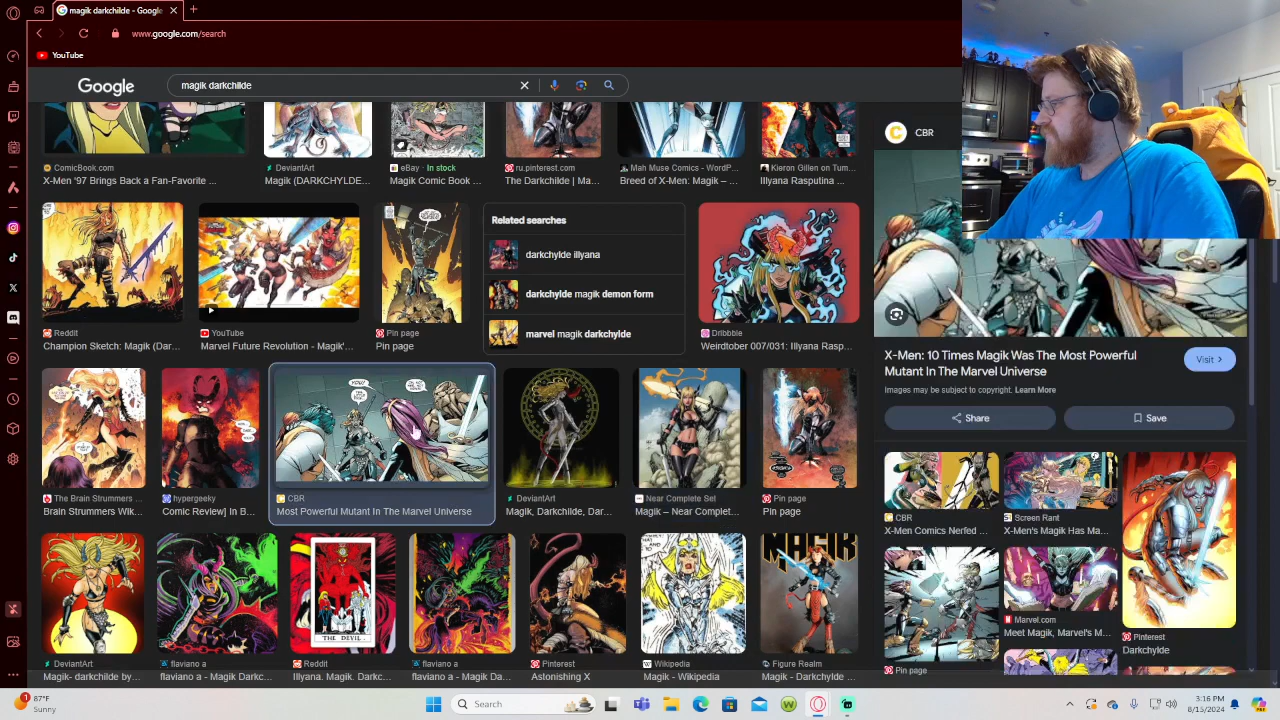 magik darkchilde - Google
www.google.com/search
YouTube
Google
magik darkchilde
ComicBook.com
X-Men '97 Brings Back a Fan-Favorite ...
DeviantArt
Magik (DARKCHYLDE...
eBay · In stock
Magik Comic Book ...
ru.pinterest.com
The Darkchilde | Ma...
Mah Muse Comics - WordP...
Breed of X-Men: Magik – ...
Kieron Gillen on Tum...
Illyana Rasputina ...
CBR
Reddit
Champion Sketch: Magik (Dar...
YouTube
Marvel Future Revolution - Magik'...
Pin page
Pin page
Related searches
darkchylde illyana
darkchylde magik demon form
marvel magik darkchylde
Dribbble
Weirdtober 007/031: Illyana Rasp...
X-Men: 10 Times Magik Was The Most Powerful
Mutant In The Marvel Universe
Visit >
Images may be subject to copyright. Learn More
Share
Save
The Brain Strummers ...
Brain Strummers Wik...
hypergeeky
Comic Review] In B...
YOU!
CBR
Most Powerful Mutant In The Marvel Universe
DeviantArt
Magik, Darkchilde, Dar...
Near Complete Set
Magik – Near Complet...
Pin page
Pin page
CBR
X-Men Comics Nerfed ...
Screen Rant
X-Men's Magik Has Ma...
Marvel.com
Meet Magik, Marvel's M...
Pinterest
Darkchylde
Pin page
THE DEVIL.
MAGIK
DeviantArt
Magik- darkchilde by...
flaviano a
flaviano a - Magik Darkc...
Reddit
Illyana. Magik. Darkc...
flaviano a
flaviano a - Magik Da...
Pinterest
Astonishing X
Wikipedia
Magik - Wikipedia
Figure Realm
Magik - Darkchylde ...
1
87°F
Sunny
Search
3:16 PM
8/15/2024